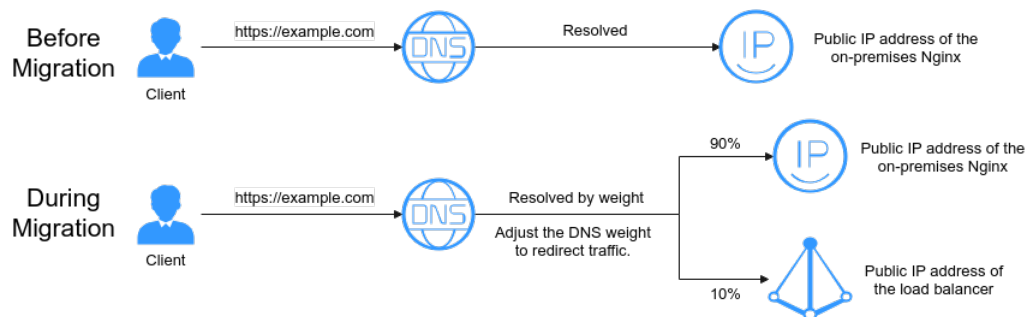 Before
Migration
Client
https://example.com
DNS
Resolved
IP
Public IP address of the
on-premises Nginx
During
Migration
Client
https://example.com
DNS
Resolved by weight
Adjust the DNS weight
to redirect traffic.
90%
IP
Public IP address of the
on-premises Nginx
10%
Public IP address of
the load balancer